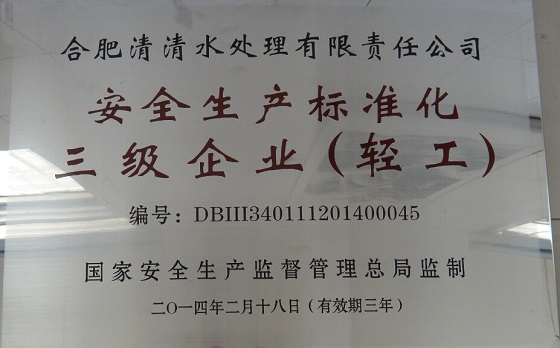 合肥清清水处理有限责任公司
安全生产标准化
三级企业(轻工)
编号：DBIII340111201400045
国家安全生产监督管理总局监制
二○一四年二月十八日(有效期三年)